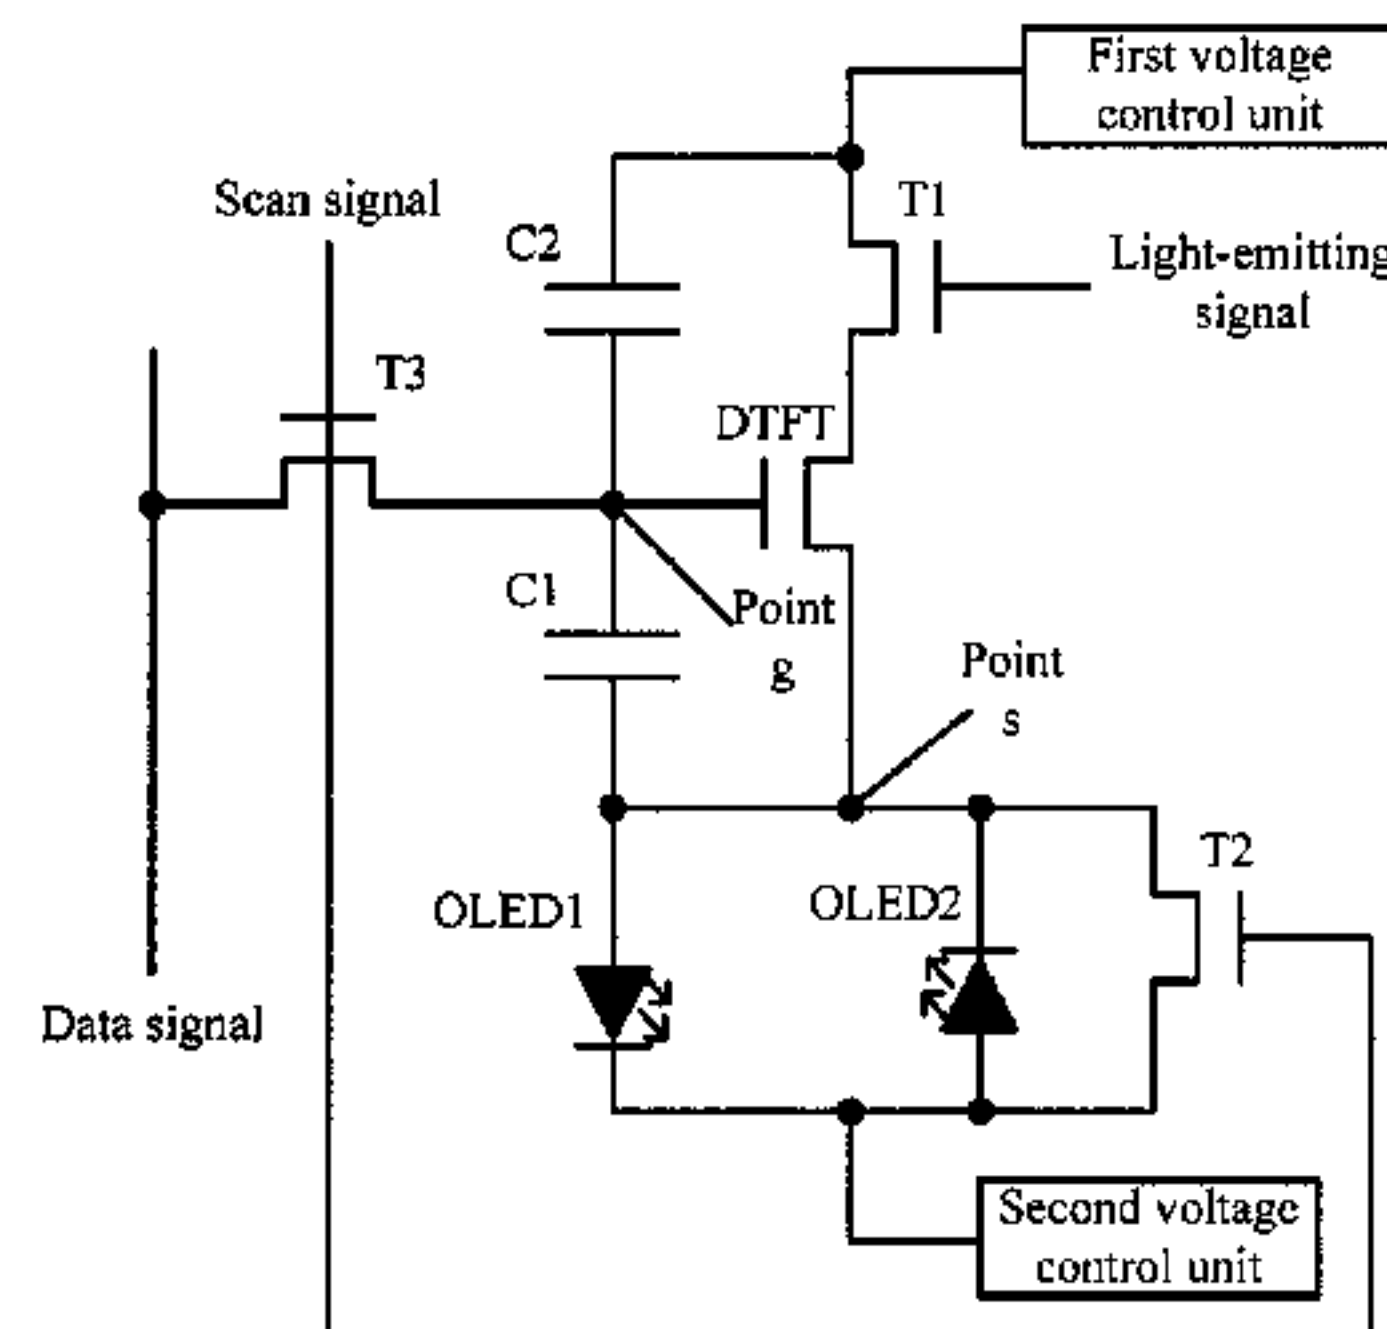 First voltage
control unit
Scan signal
T1
C2
Light-emitting
signal
T3
DTFT
C1
Point
g
Point
s
T2
OLED1
OLED2
Data signal
Second voltage
control unit